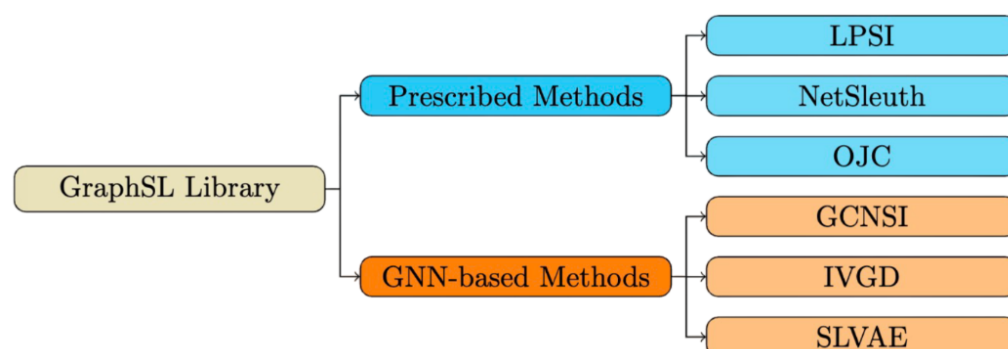 GraphSL Library
Prescribed Methods
LPSI
NetSleuth
OJC
GNN-based Methods
GCNSI
IVGD
SLVAE